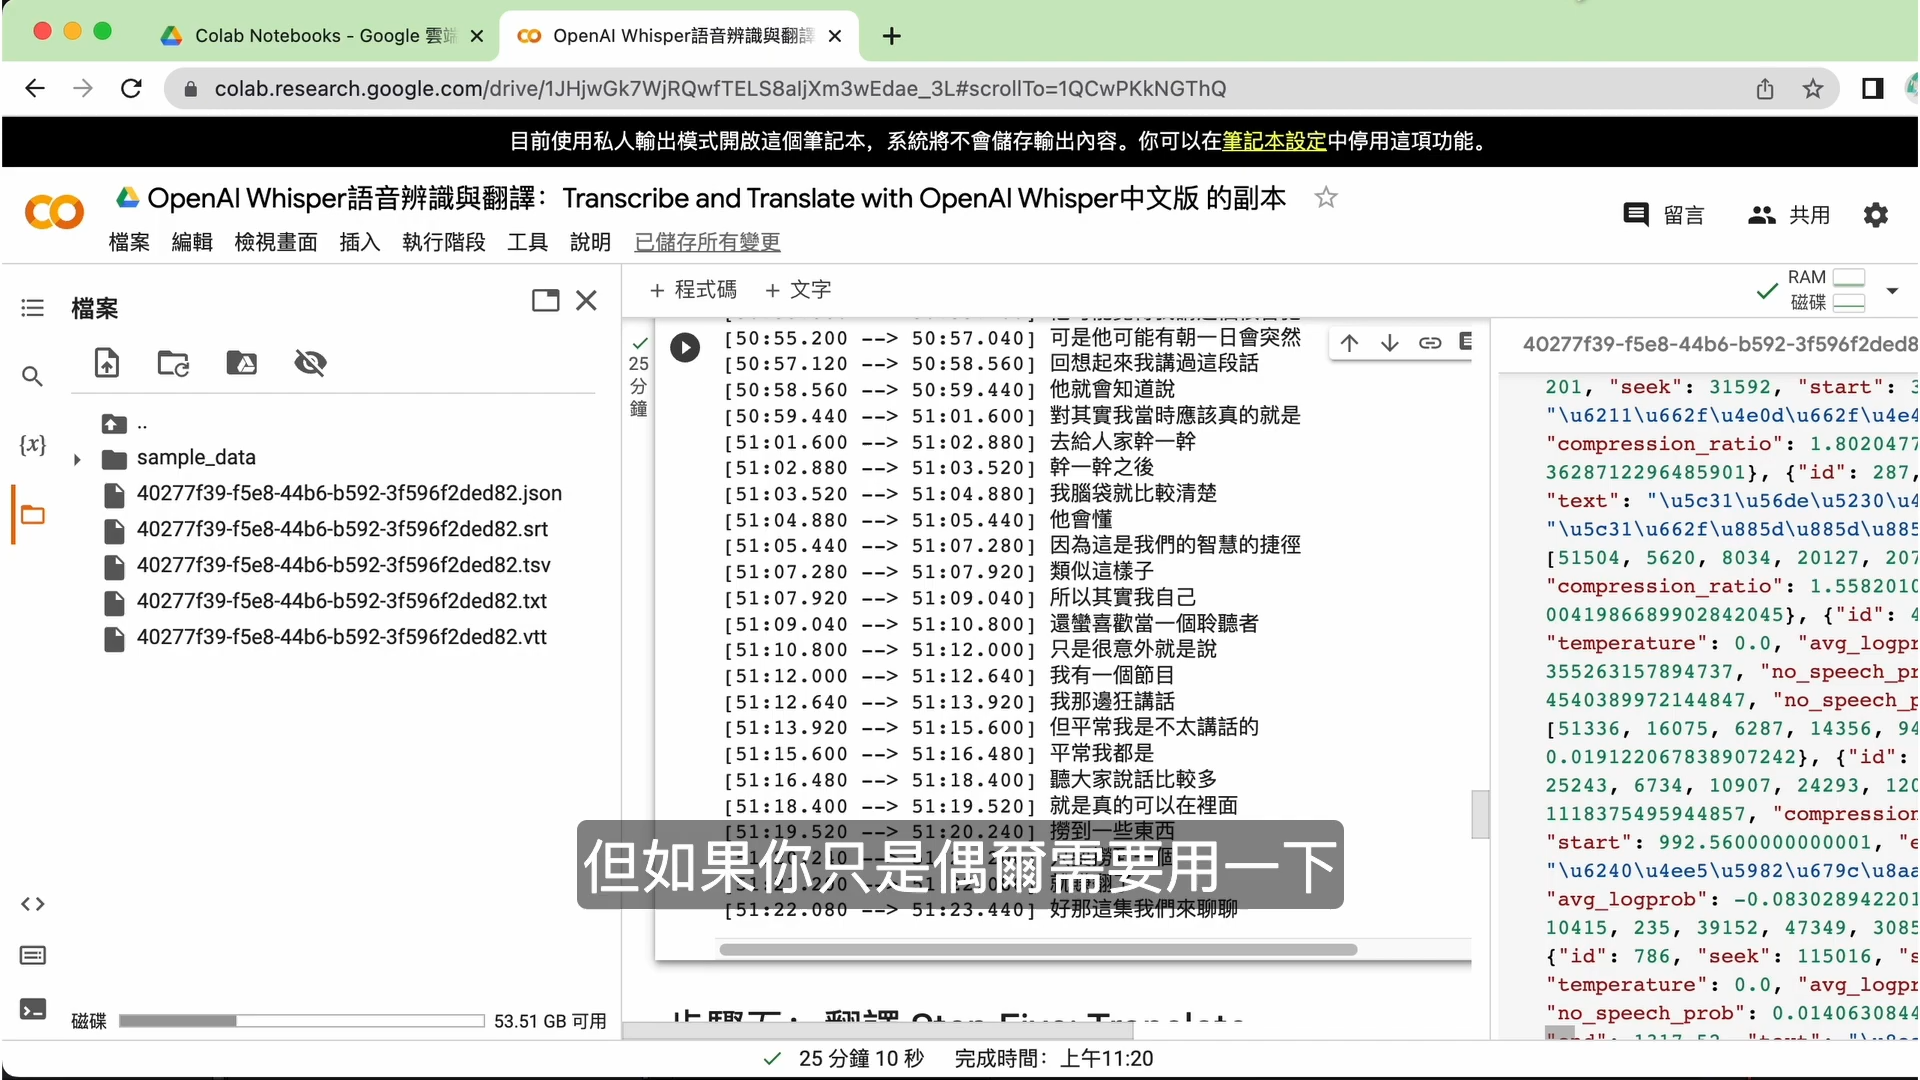 Colab Notebooks - Google 雲端
OpenAI Whisper語音辨識與翻譯
colab.research.google.com/drive/1JHjwGk7WjRQwfTELS8aIjXm3wEdae_3L#scrollTo=1QCwPKkNGThQ
目前使用私人輸出模式開啟這個筆記本，系統將不會儲存輸出內容。你可以在筆記本設定中停用這項功能。
OpenAI Whisper語音辨識與翻譯：Transcribe and Translate with OpenAI Whisper中文版 的副本
留言
共用
檔案 編輯 檢視畫面 插入 執行階段 工具 說明 已儲存所有變更
檔案
+ 程式碼 + 文字
RAM
磁碟
..
sample_data
40277f39-f5e8-44b6-b592-3f596f2ded82.json
40277f39-f5e8-44b6-b592-3f596f2ded82.srt
40277f39-f5e8-44b6-b592-3f596f2ded82.tsv
40277f39-f5e8-44b6-b592-3f596f2ded82.txt
40277f39-f5e8-44b6-b592-3f596f2ded82.vtt
磁碟 53.51 GB 可用
25
分
鐘
[50:55.200 --> 50:57.040] 可是他可能有朝一日會突然
[50:57.120 --> 50:58.560] 回想起來我講過這段話
[50:58.560 --> 50:59.440] 他就會知道說
[50:59.440 --> 51:01.600] 對其實我當時應該真的就是
[51:01.600 --> 51:02.880] 去給人家幹一幹
[51:02.880 --> 51:03.520] 幹一幹之後
[51:03.520 --> 51:04.880] 我腦袋就比較清楚
[51:04.880 --> 51:05.440] 他會懂
[51:05.440 --> 51:07.280] 因為這是我們的智慧的捷徑
[51:07.280 --> 51:07.920] 類似這樣子
[51:07.920 --> 51:09.040] 所以其實我自己
[51:09.040 --> 51:10.800] 還蠻喜歡當一個聆聽者
[51:10.800 --> 51:12.000] 只是很意外就是說
[51:12.000 --> 51:12.640] 我有一個節目
[51:12.640 --> 51:13.920] 我那邊狂講話
[51:13.920 --> 51:15.600] 但平常我是不太講話的
[51:15.600 --> 51:16.480] 平常我都是
[51:16.480 --> 51:18.400] 聽大家說話比較多
[51:18.400 --> 51:19.520] 就是真的可以在裡面
[51:19.520 --> 51:20.240] 撈到一些東西
但如果你只是偶爾需要用一下
[51:22.080 --> 51:23.440] 好那這集我們來聊聊
步驟五：翻譯 Step Five: Translate
40277f39-f5e8-44b6-b592-3f596f2ded8
201, "seek": 31592, "start": 3
"\u6211\u662f\u4e0d\u662f\u4e4
"compression_ratio": 1.8020477
3628712296485901}, {"id": 287,
"text": "\u5c31\u56de\u5230\u4
"\u5c31\u662f\u885d\u885d\u885
[51504, 5620, 8034, 20127, 207
"compression_ratio": 1.5582010
0041986689902842045}, {"id": 4
"temperature": 0.0, "avg_logpr
355263157894737, "no_speech_pr
4540389972144847, "no_speech_p
[51336, 16075, 6287, 14356, 94
0.019122067838907242}, {"id":
25243, 6734, 10907, 24293, 120
1118375495944857, "compression
"start": 992.5600000000001, "e
"\u6240\u4ee5\u5982\u679c\u8aa
"avg_logprob": -0.083028942201
10415, 235, 39152, 47349, 3085
{"id": 786, "seek": 115016, "s
"temperature": 0.0, "avg_logpr
"no_speech_prob": 0.0140630844
25 分鐘 10 秒 完成時間：上午11:20